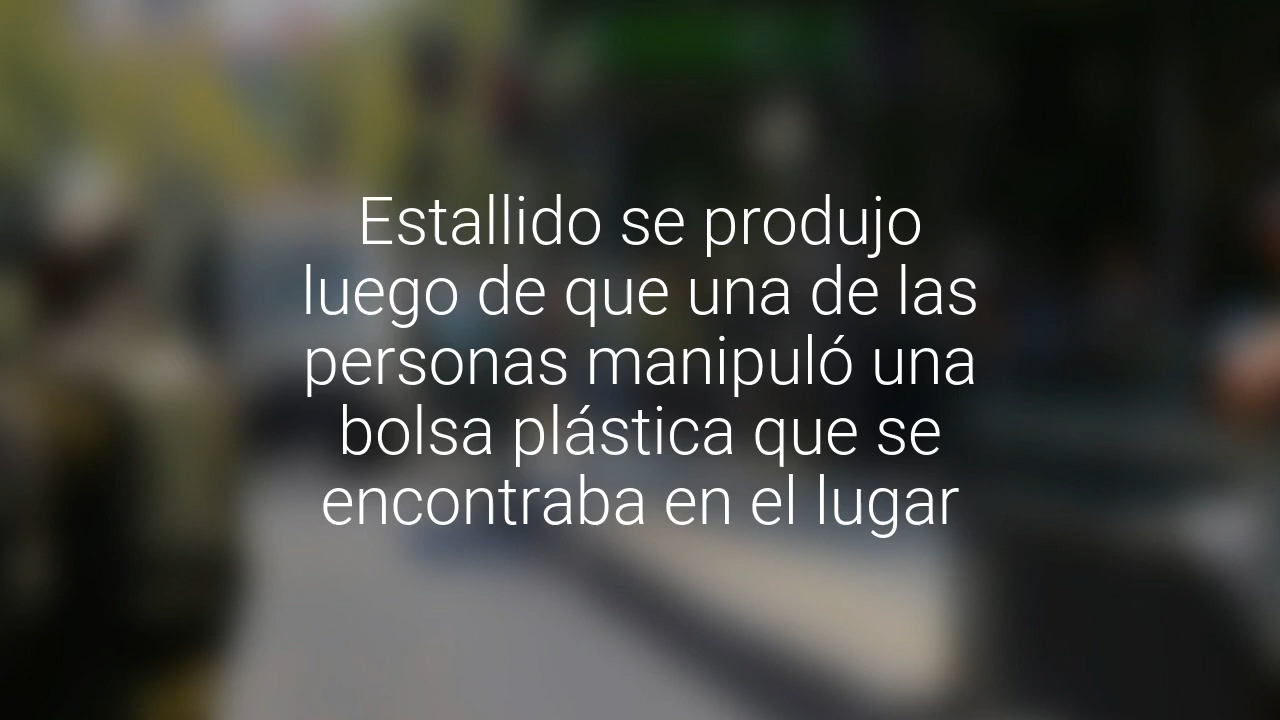 Estallido se produjo
luego de que una de las
personas manipuló una
bolsa plástica que se
encontraba en el lugar